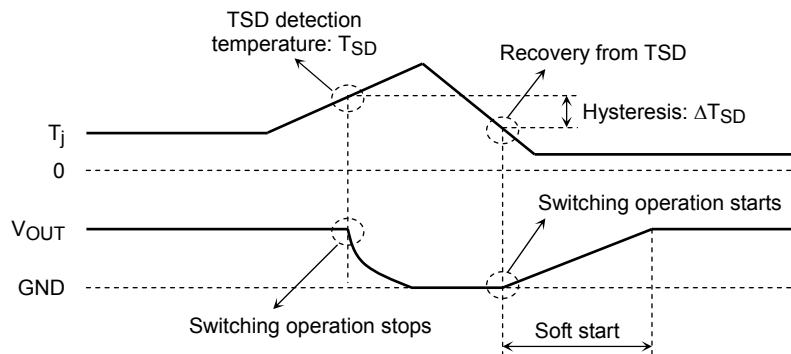 TSD detection
temperature: TSD
Recovery from TSD
Hysteresis: ΔTSD
Tj
0
Switching operation starts
VOUT
GND
Switching operation stops
Soft start